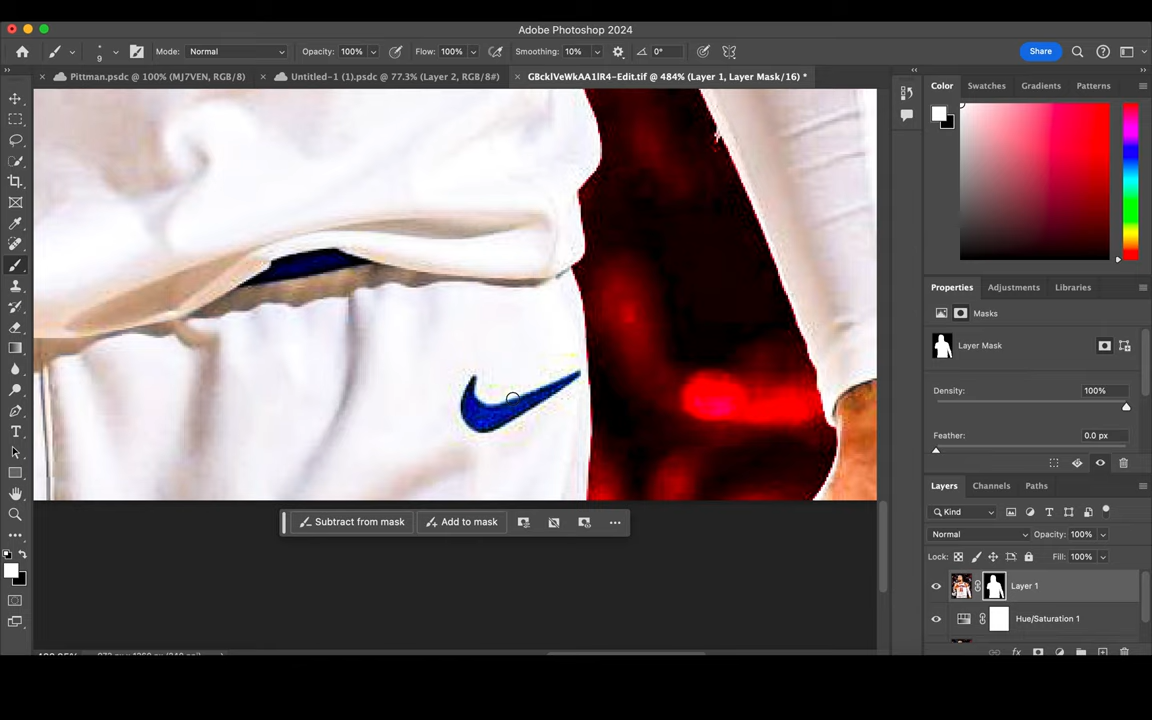 Adobe Photoshop 2024
9
Mode: Normal Opacity: 100% Flow: 100% Smoothing: 10% 0° Share
Pittman.psdc @ 100% (MJ7VEN, RGB/8)
Untitled-1 (1).psdc @ 77.3% (Layer 2, RGB/8#)
GBckIVeWkAA1lR4-Edit.tif @ 484% (Layer 1, Layer Mask/16) *
Color Swatches Gradients Patterns
Properties Adjustments Libraries
Masks
Layer Mask
Density: 100%
Feather: 0.0 px
Subtract from mask
Add to mask
Layers Channels Paths
Kind
Normal Opacity: 100%
Lock: Fill: 100%
Layer 1
Hue/Saturation 1